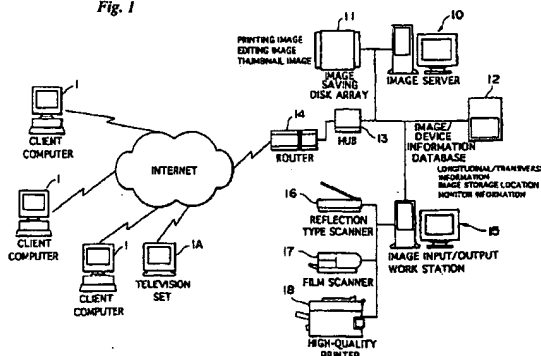 Fig. 1
11
10
PRINTING IMAGE
EDITING IMAGE
THUMBNAIL IMAGE
IMAGE
SAVING
DISK ARRAY
IMAGE SERVER
1
CLIENT
COMPUTER
14
ROUTER
HUB
13
12
IMAGE/
DEVICE
INFORMATION
DATABASE
LONGITUDINAL/TRANSVERSE
INFORMATION
IMAGE STORAGE LOCATION
MONITOR INFORMATION
INTERNET
1
CLIENT
COMPUTER
16
REFLECTION
TYPE SCANNER
15
IMAGE INPUT/OUTPUT
WORK STATION
1
CLIENT
COMPUTER
1A
TELEVISION
SET
17
FILM SCANNER
18
HIGH-QUALITY
PRINTER